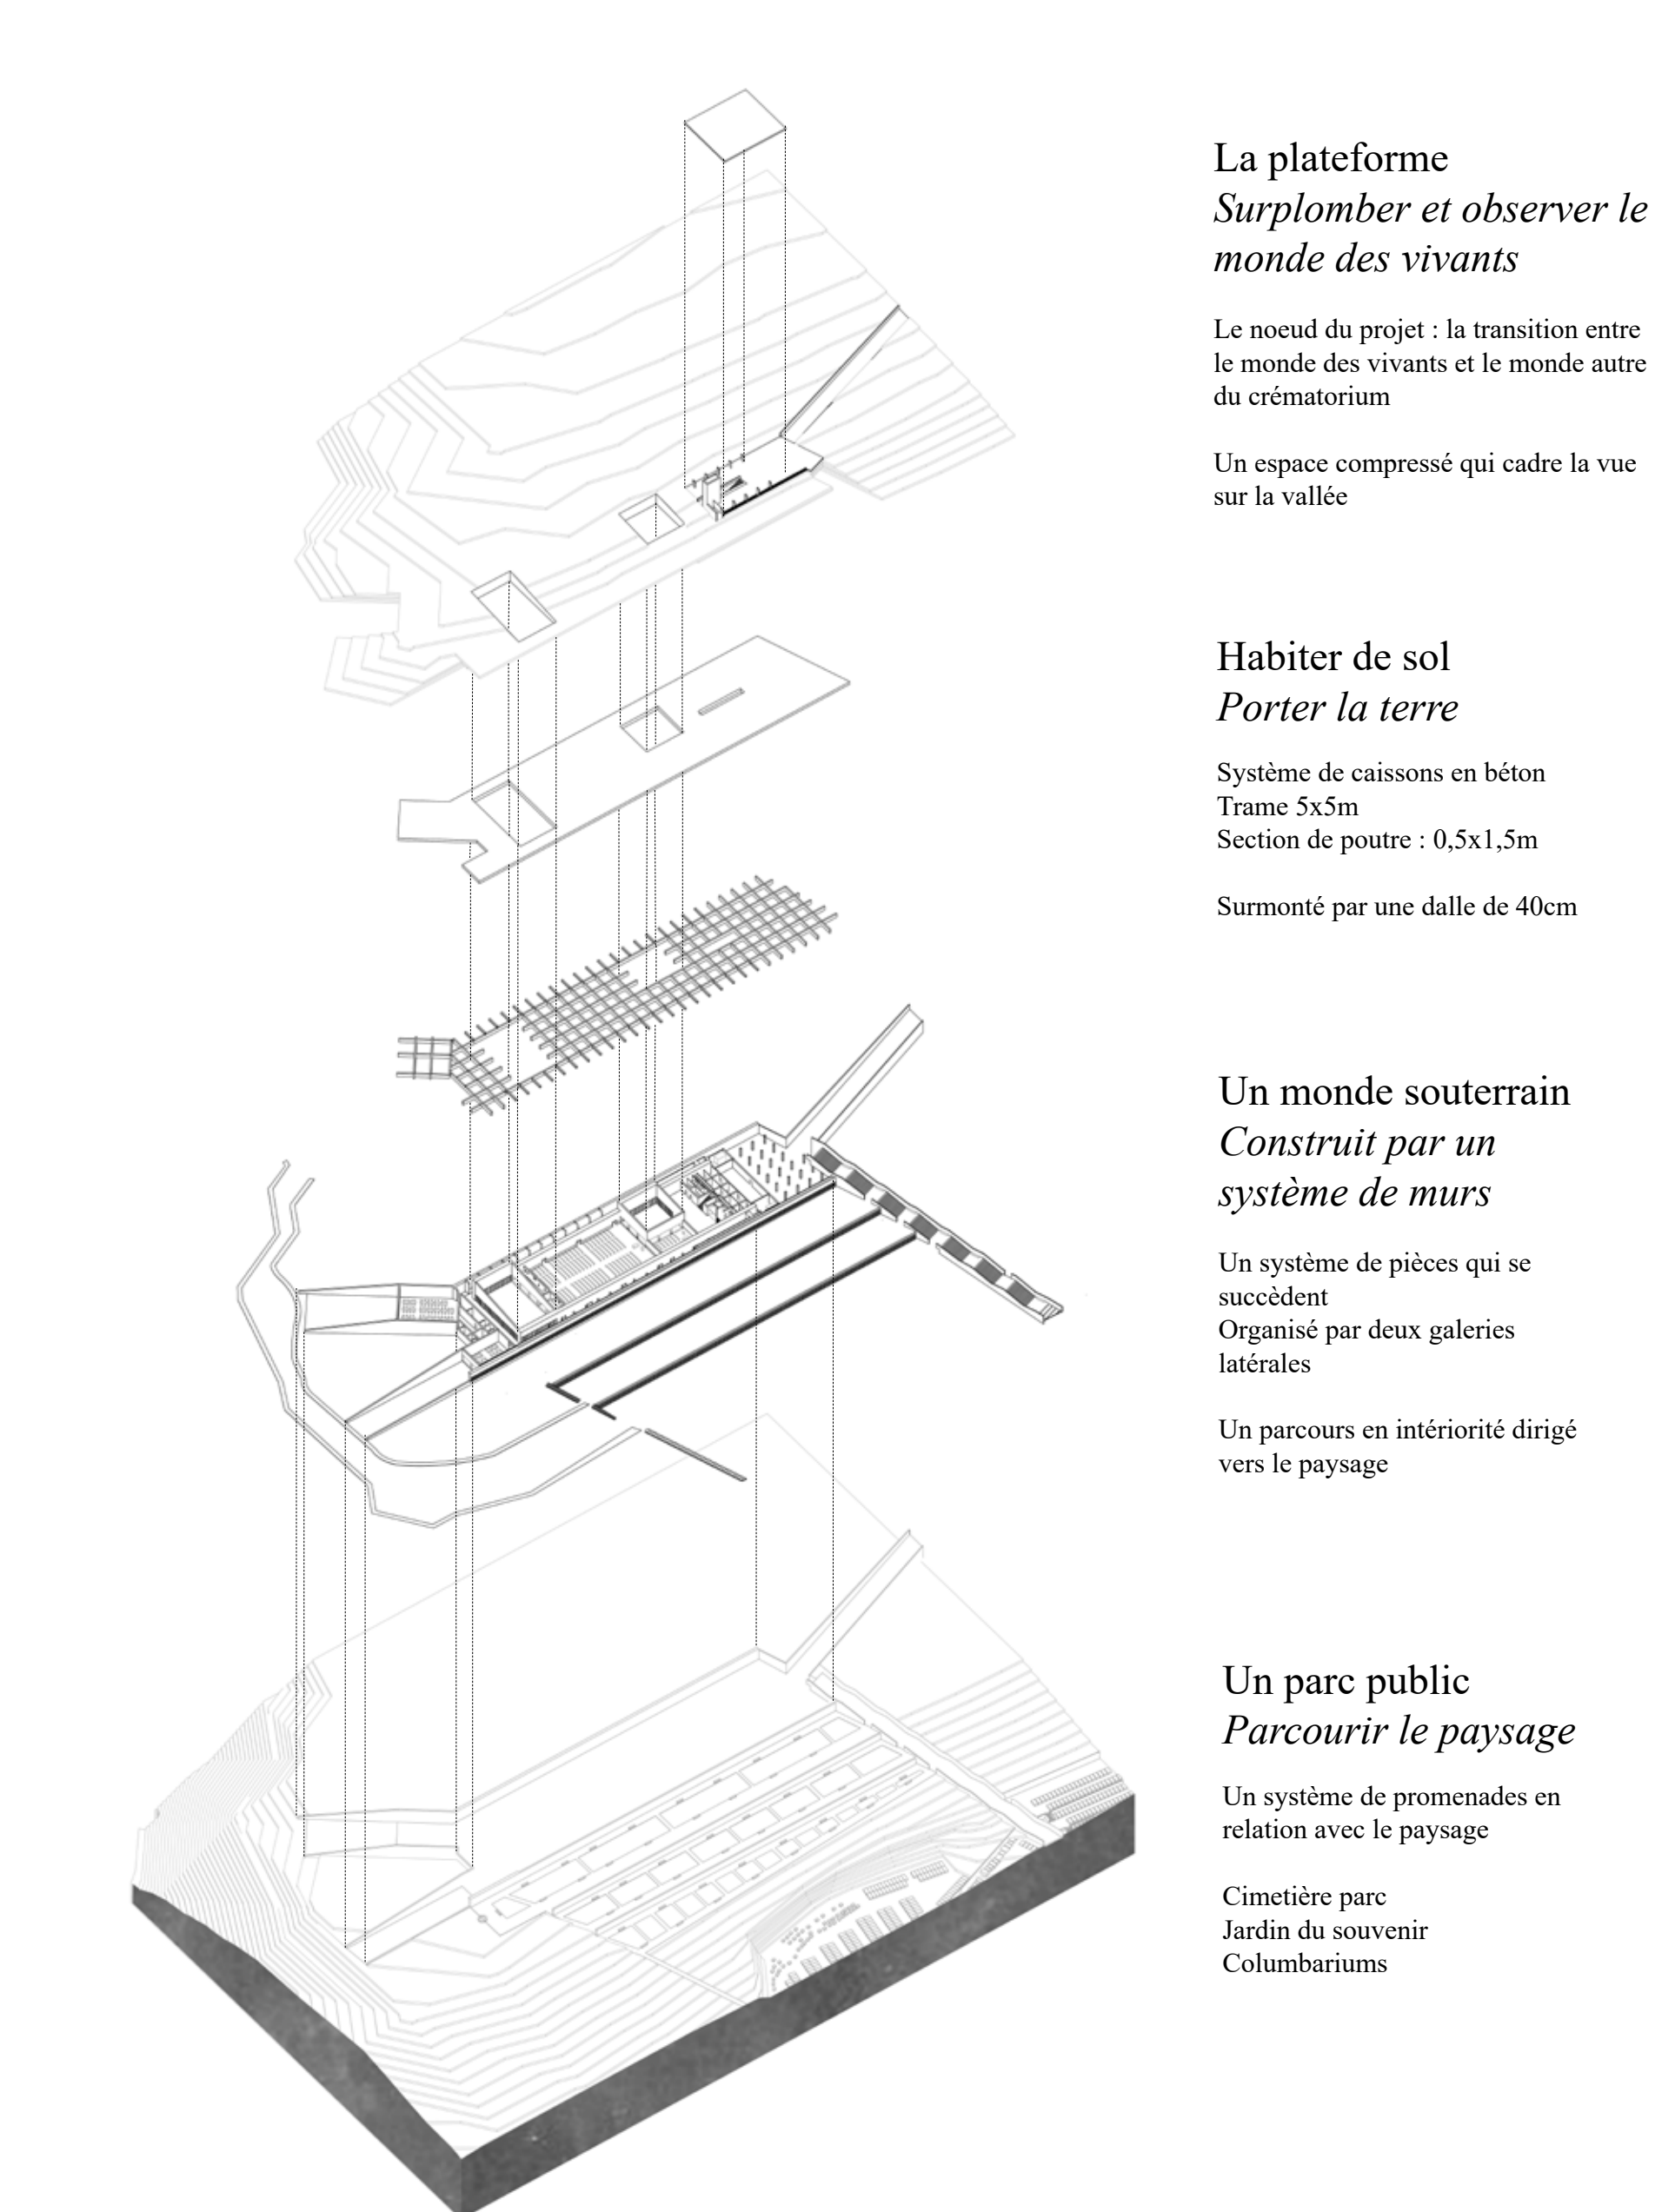 La plateforme
Surplomber et observer le
monde des vivants
Le noeud du projet : la transition entre
le monde des vivants et le monde autre
du crématorium
Un espace compressé qui cadre la vue
sur la vallée
Habiter de sol
Porter la terre
Système de caissons en béton
Trame 5x5m
Section de poutre : 0,5x1,5m
Surmonté par une dalle de 40cm
Un monde souterrain
Construit par un
système de murs
Un système de pièces qui se
succèdent
Organisé par deux galeries
latérales
Un parcours en intériorité dirigé
vers le paysage
Un parc public
Parcourir le paysage
Un système de promenades en
relation avec le paysage
Cimetière parc
Jardin du souvenir
Columbariums